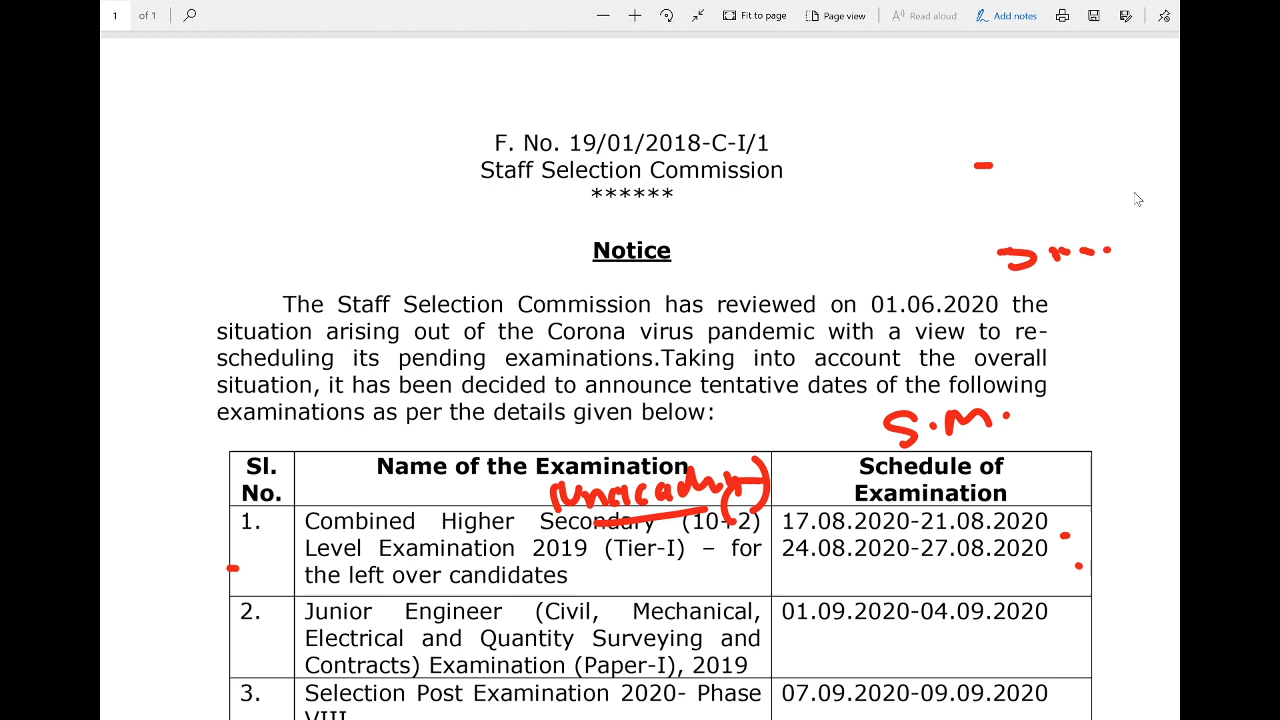 1 of 1 Fit to page Page view Read aloud Add notes
F. No. 19/01/2018-C-I/1
Staff Selection Commission
******
Notice
The Staff Selection Commission has reviewed on 01.06.2020 the
situation arising out of the Corona virus pandemic with a view to re-
scheduling its pending examinations.Taking into account the overall
situation, it has been decided to announce tentative dates of the following
examinations as per the details given below:
S.M.
Sl. No. Name of the Examination Schedule of
Examination
1. Combined Higher Secondary (10+2) 17.08.2020-21.08.2020
Level Examination 2019 (Tier-I) – for 24.08.2020-27.08.2020
the left over candidates
2. Junior Engineer (Civil, Mechanical, 01.09.2020-04.09.2020
Electrical and Quantity Surveying and
Contracts) Examination (Paper-I), 2019
3. Selection Post Examination 2020- Phase 07.09.2020-09.09.2020
VIII